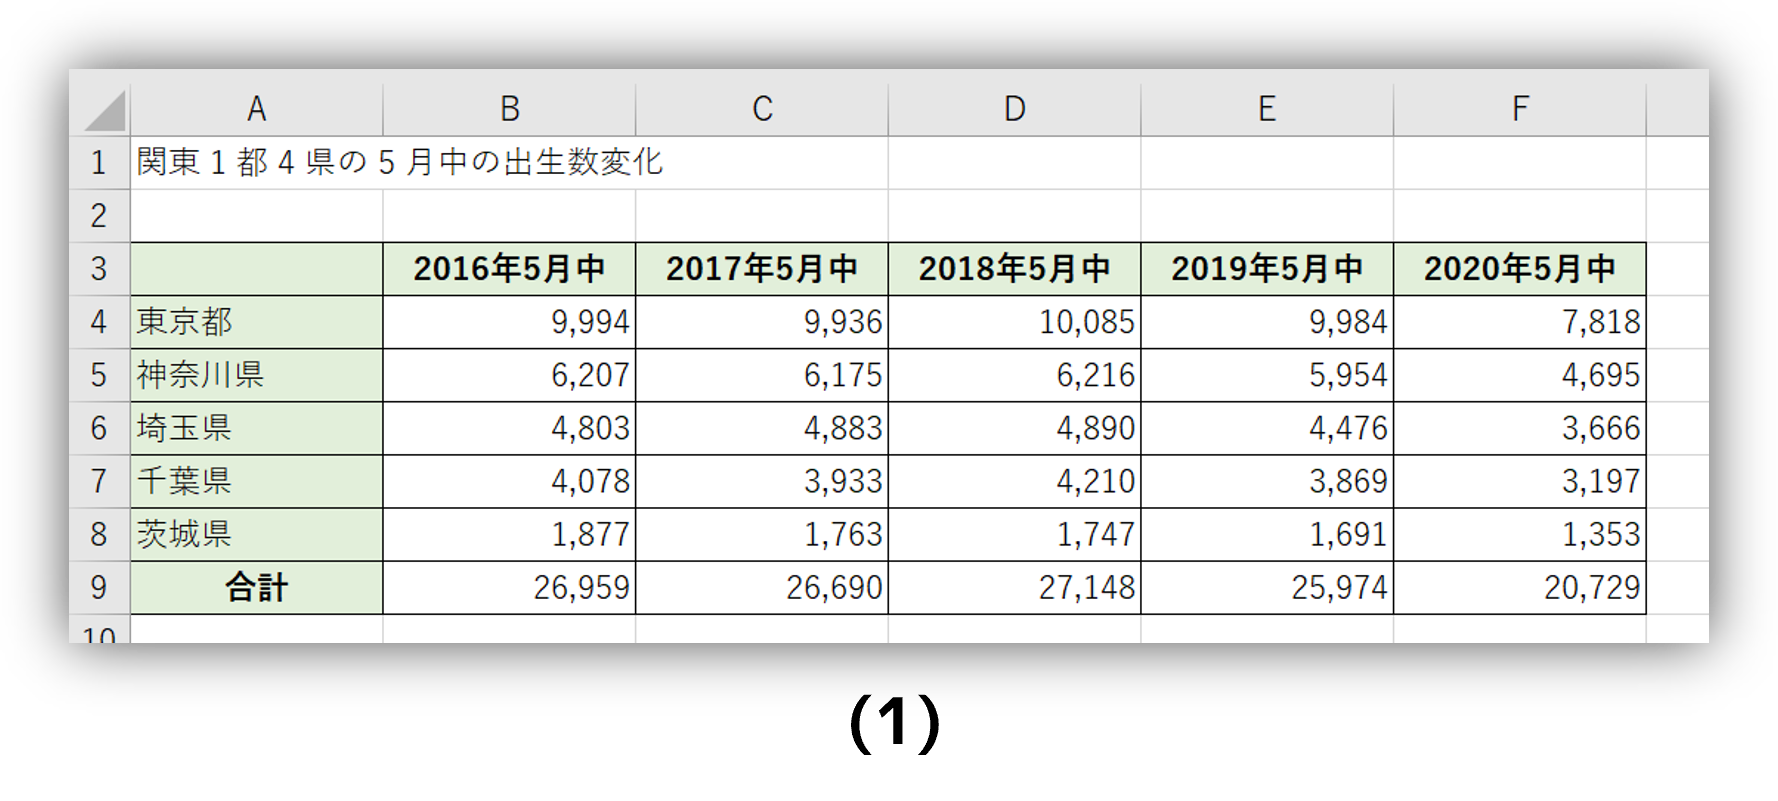 A B C D E F
1 関東1都4県の5月中の出生数変化
2
3 2016年5月中 2017年5月中 2018年5月中 2019年5月中 2020年5月中
4 東京都 9,994 9,936 10,085 9,984 7,818
5 神奈川県 6,207 6,175 6,216 5,954 4,695
6 埼玉県 4,803 4,883 4,890 4,476 3,666
7 千葉県 4,078 3,933 4,210 3,869 3,197
8 茨城県 1,877 1,763 1,747 1,691 1,353
9 合計 26,959 26,690 27,148 25,974 20,729
10
(1)